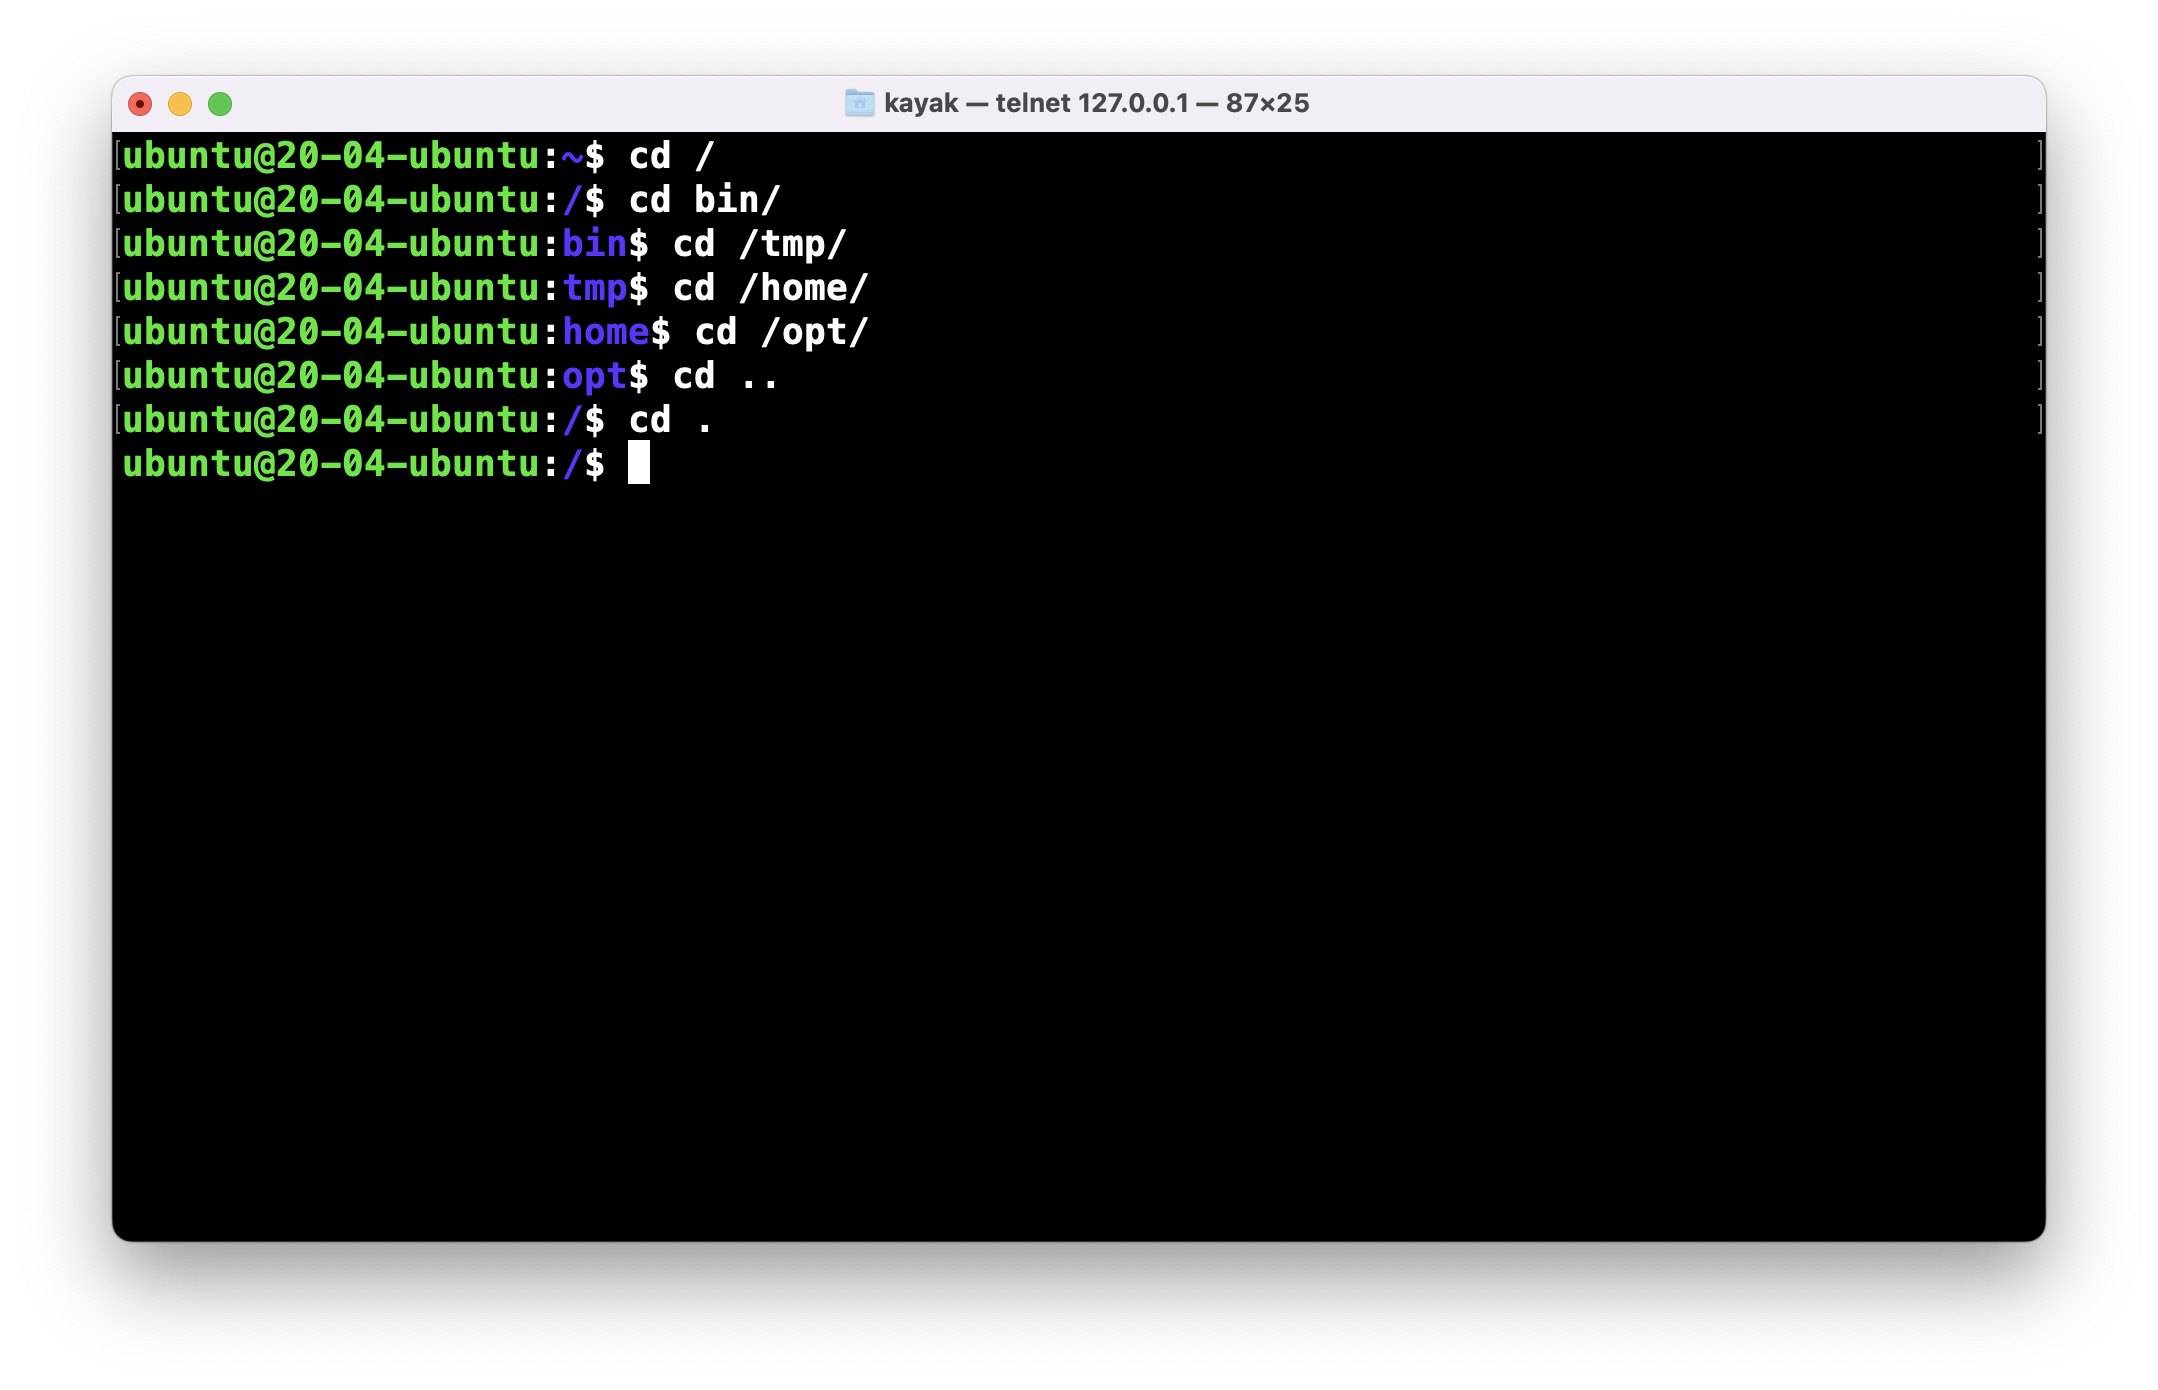 kayak — telnet 127.0.0.1 — 87×25
ubuntu@20-04-ubuntu:~$ cd /
ubuntu@20-04-ubuntu:/$ cd bin/
ubuntu@20-04-ubuntu:bin$ cd /tmp/
ubuntu@20-04-ubuntu:tmp$ cd /home/
ubuntu@20-04-ubuntu:home$ cd /opt/
ubuntu@20-04-ubuntu:opt$ cd ..
ubuntu@20-04-ubuntu:/$ cd .
ubuntu@20-04-ubuntu:/$